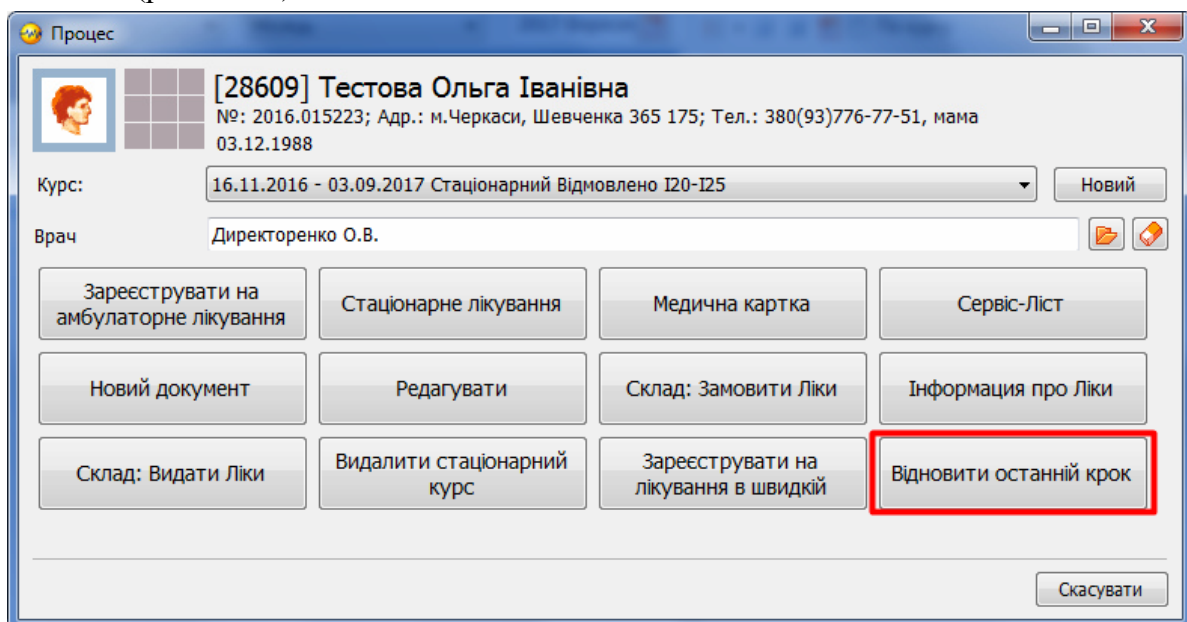 Процес
[28609] Тестова Ольга Іванівна
№: 2016.015223; Адр.: м.Черкаси, Шевченка 365 175; Тел.: 380(93)776-77-51, мама
03.12.1988
Курс:
16.11.2016 - 03.09.2017 Стаціонарний Відмовлено I20-I25
Новий
Врач
Директоренко О.В.
Зареєструвати на
амбулаторне лікування
Стаціонарне лікування
Медична картка
Сервіс-Ліст
Новий документ
Редагувати
Склад: Замовити Ліки
Інформация про Ліки
Склад: Видати Ліки
Видалити стаціонарний
курс
Зареєструвати на
лікування в швидкій
Відновити останній крок
Скасувати